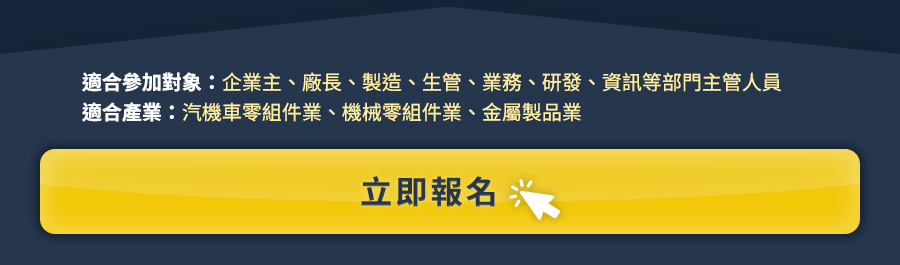 適合參加對象：企業主、廠長、製造、生管、業務、研發、資訊等部門主管人員
適合產業：汽機車零組件業、機械零組件業、金屬製品業
立即報名